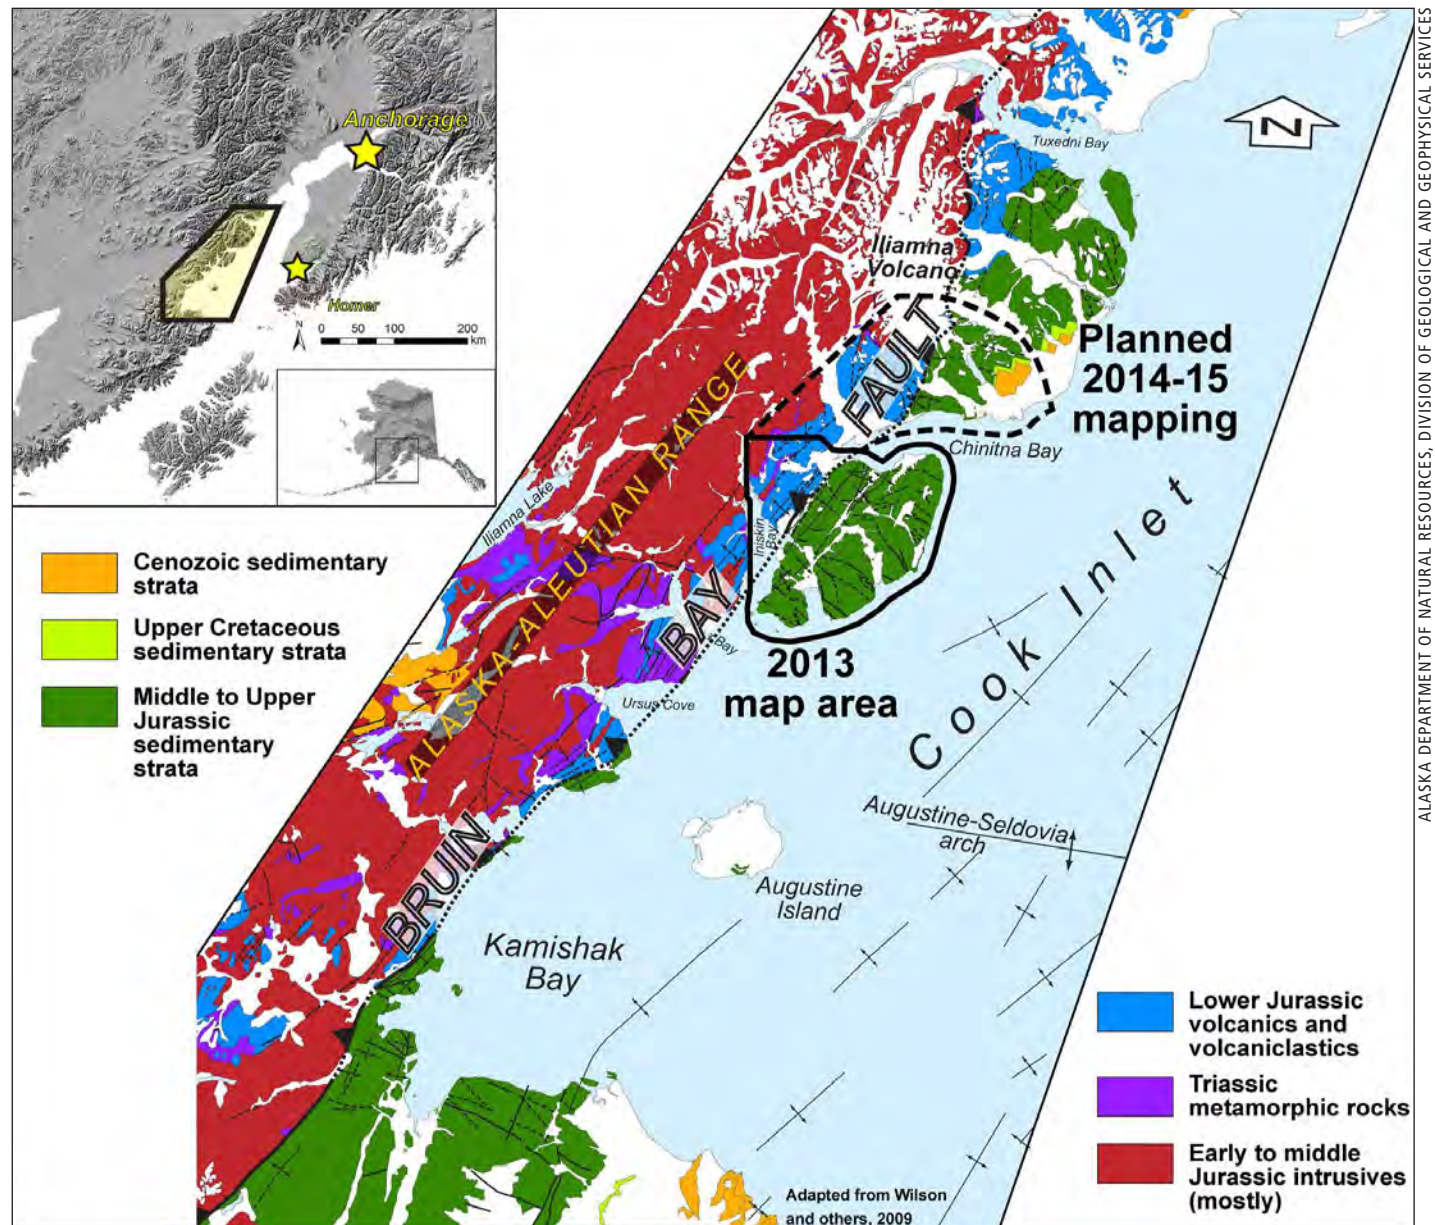 Anchorage
Homer
N
0 50 100 200
km
Cenozoic sedimentary
strata
Upper Cretaceous
sedimentary strata
Middle to Upper
Jurassic
sedimentary
strata
N
Tuxedni Bay
Iliamna
Volcano
Planned
2014-15
mapping
Chinitna Bay
Iliamna Lake
ALASKA-ALEUTIAN RANGE
Iniskin
Bay
BRUIN BAY FAULT
Bay
2013
map area
Ursus Cove
Cook Inlet
Augustine-Seldovia
arch
Augustine
Island
Kamishak
Bay
Lower Jurassic
volcanics and
volcaniclastics
Triassic
metamorphic rocks
Early to middle
Jurassic intrusives
(mostly)
Adapted from Wilson
and others, 2009
ALASKA DEPARTMENT OF NATURAL RESOURCES, DIVISION OF GEOLOGICAL AND GEOPHYSICAL SERVICES